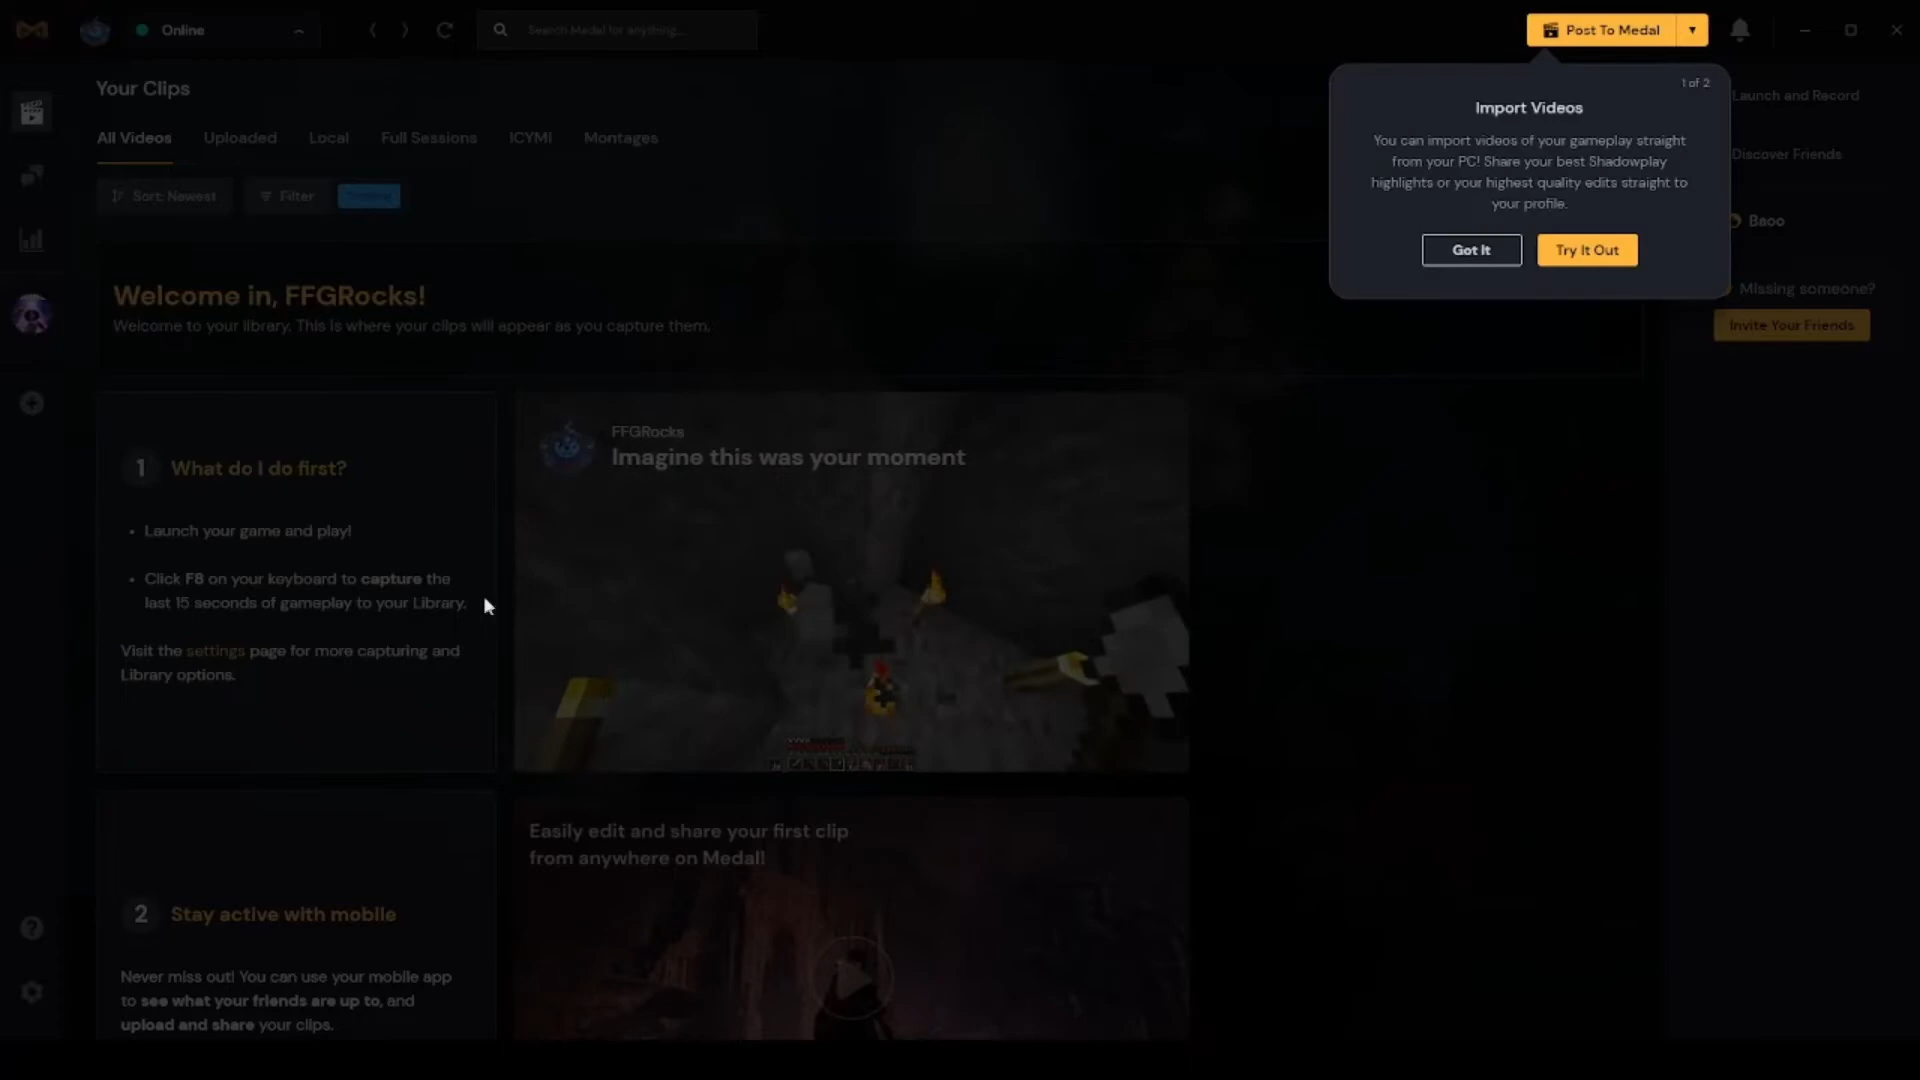 Online
Search Medal for anything...
Post To Medal
Your Clips
1 of 2
Import Videos
You can import videos of your gameplay straight
from your PC! Share your best Shadowplay
highlights or your highest quality edits straight to
your profile.
Got It
Try It Out
Launch and Record
Discover Friends
Baoo
Missing someone?
Invite Your Friends
All Videos
Uploaded
Local
Full Sessions
ICYMI
Montages
Sort: Newest
Filter
Welcome in, FFGRocks!
Welcome to your library. This is where your clips will appear as you capture them.
1
What do I do first?
• Launch your game and play!
• Click F8 on your keyboard to capture the
last 15 seconds of gameplay to your Library.
Visit the settings page for more capturing and
Library options.
FFGRocks
Imagine this was your moment
2
Stay active with mobile
Never miss out! You can use your mobile app
to see what your friends are up to, and
upload and share your clips.
Easily edit and share your first clip
from anywhere on Medal!